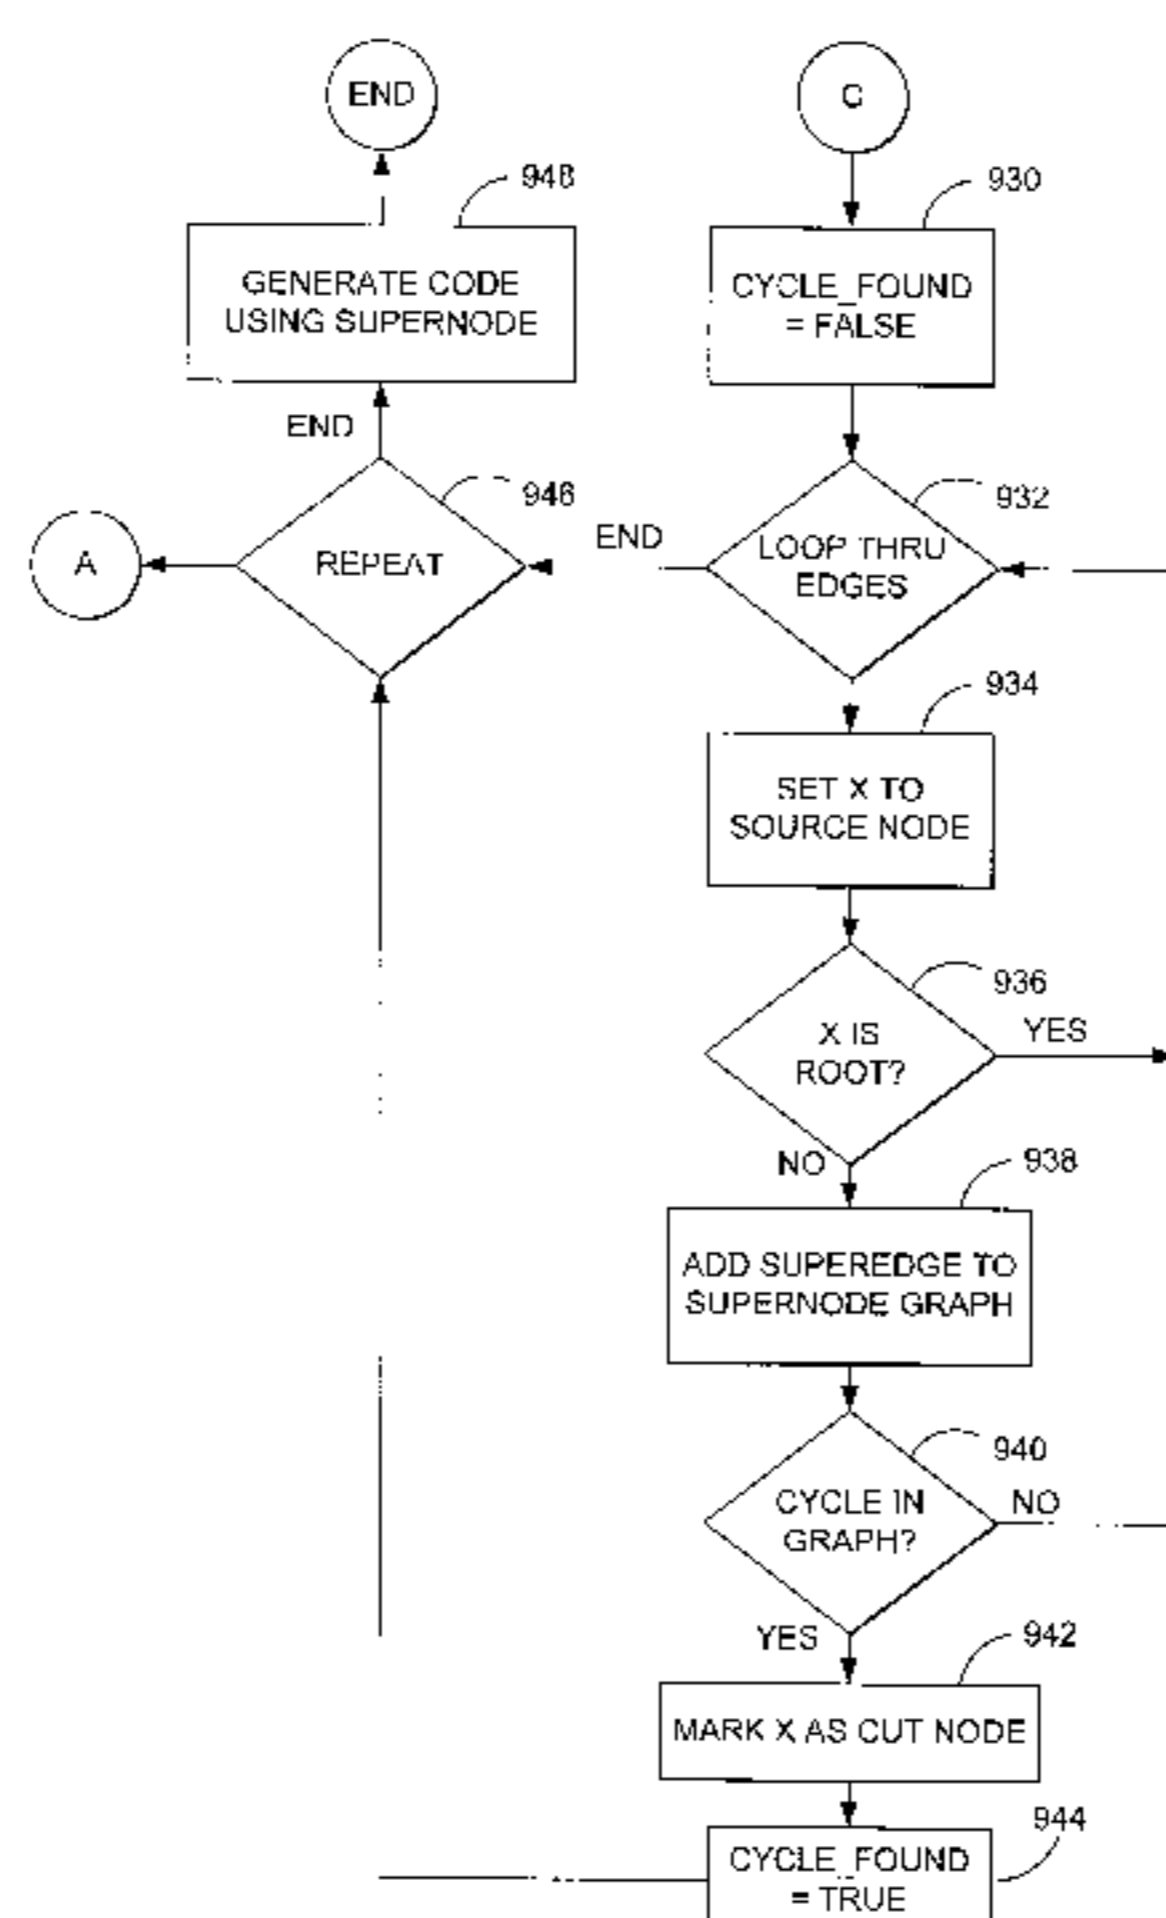 END
C
948
930
GENERATE CODE
USING SUPERNODE
CYCLE_FOUND
= FALSE
END
946
932
A
REPEAT
END
LOOP THRU
EDGES
934
SET X TO
SOURCE NODE
936
X IS
ROOT?
YES
NO
938
ADD SUPEREDGE TO
SUPERNODE GRAPH
940
CYCLE IN
GRAPH?
NO
YES
942
MARK X AS CUT NODE
944
CYCLE_FOUND
= TRUE